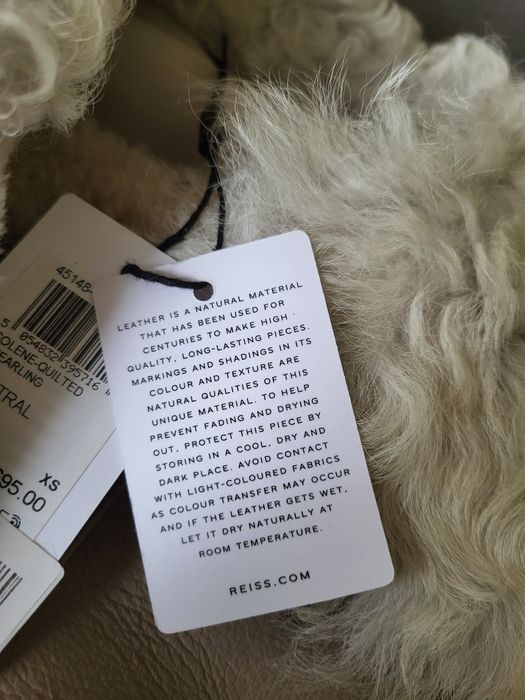 LEATHER IS A NATURAL MATERIAL
THAT HAS BEEN USED FOR
CENTURIES TO MAKE HIGH
QUALITY, LONG-LASTING PIECES.
MARKINGS AND SHADINGS IN ITS
COLOUR AND TEXTURE ARE
NATURAL QUALITIES OF THIS
UNIQUE MATERIAL. TO HELP
PREVENT FADING AND DRYING
OUT, PROTECT THIS PIECE BY
STORING IN A COOL, DRY AND
DARK PLACE. AVOID CONTACT
WITH LIGHT-COLOURED FABRICS
AS COLOUR TRANSFER MAY OCCUR
AND IF THE LEATHER GETS WET,
LET IT DRY NATURALLY AT
ROOM TEMPERATURE.
REISS.COM
45148
5 054832 395716
OLENE-QUILTED
EARLING
TRAL
XS
95.00